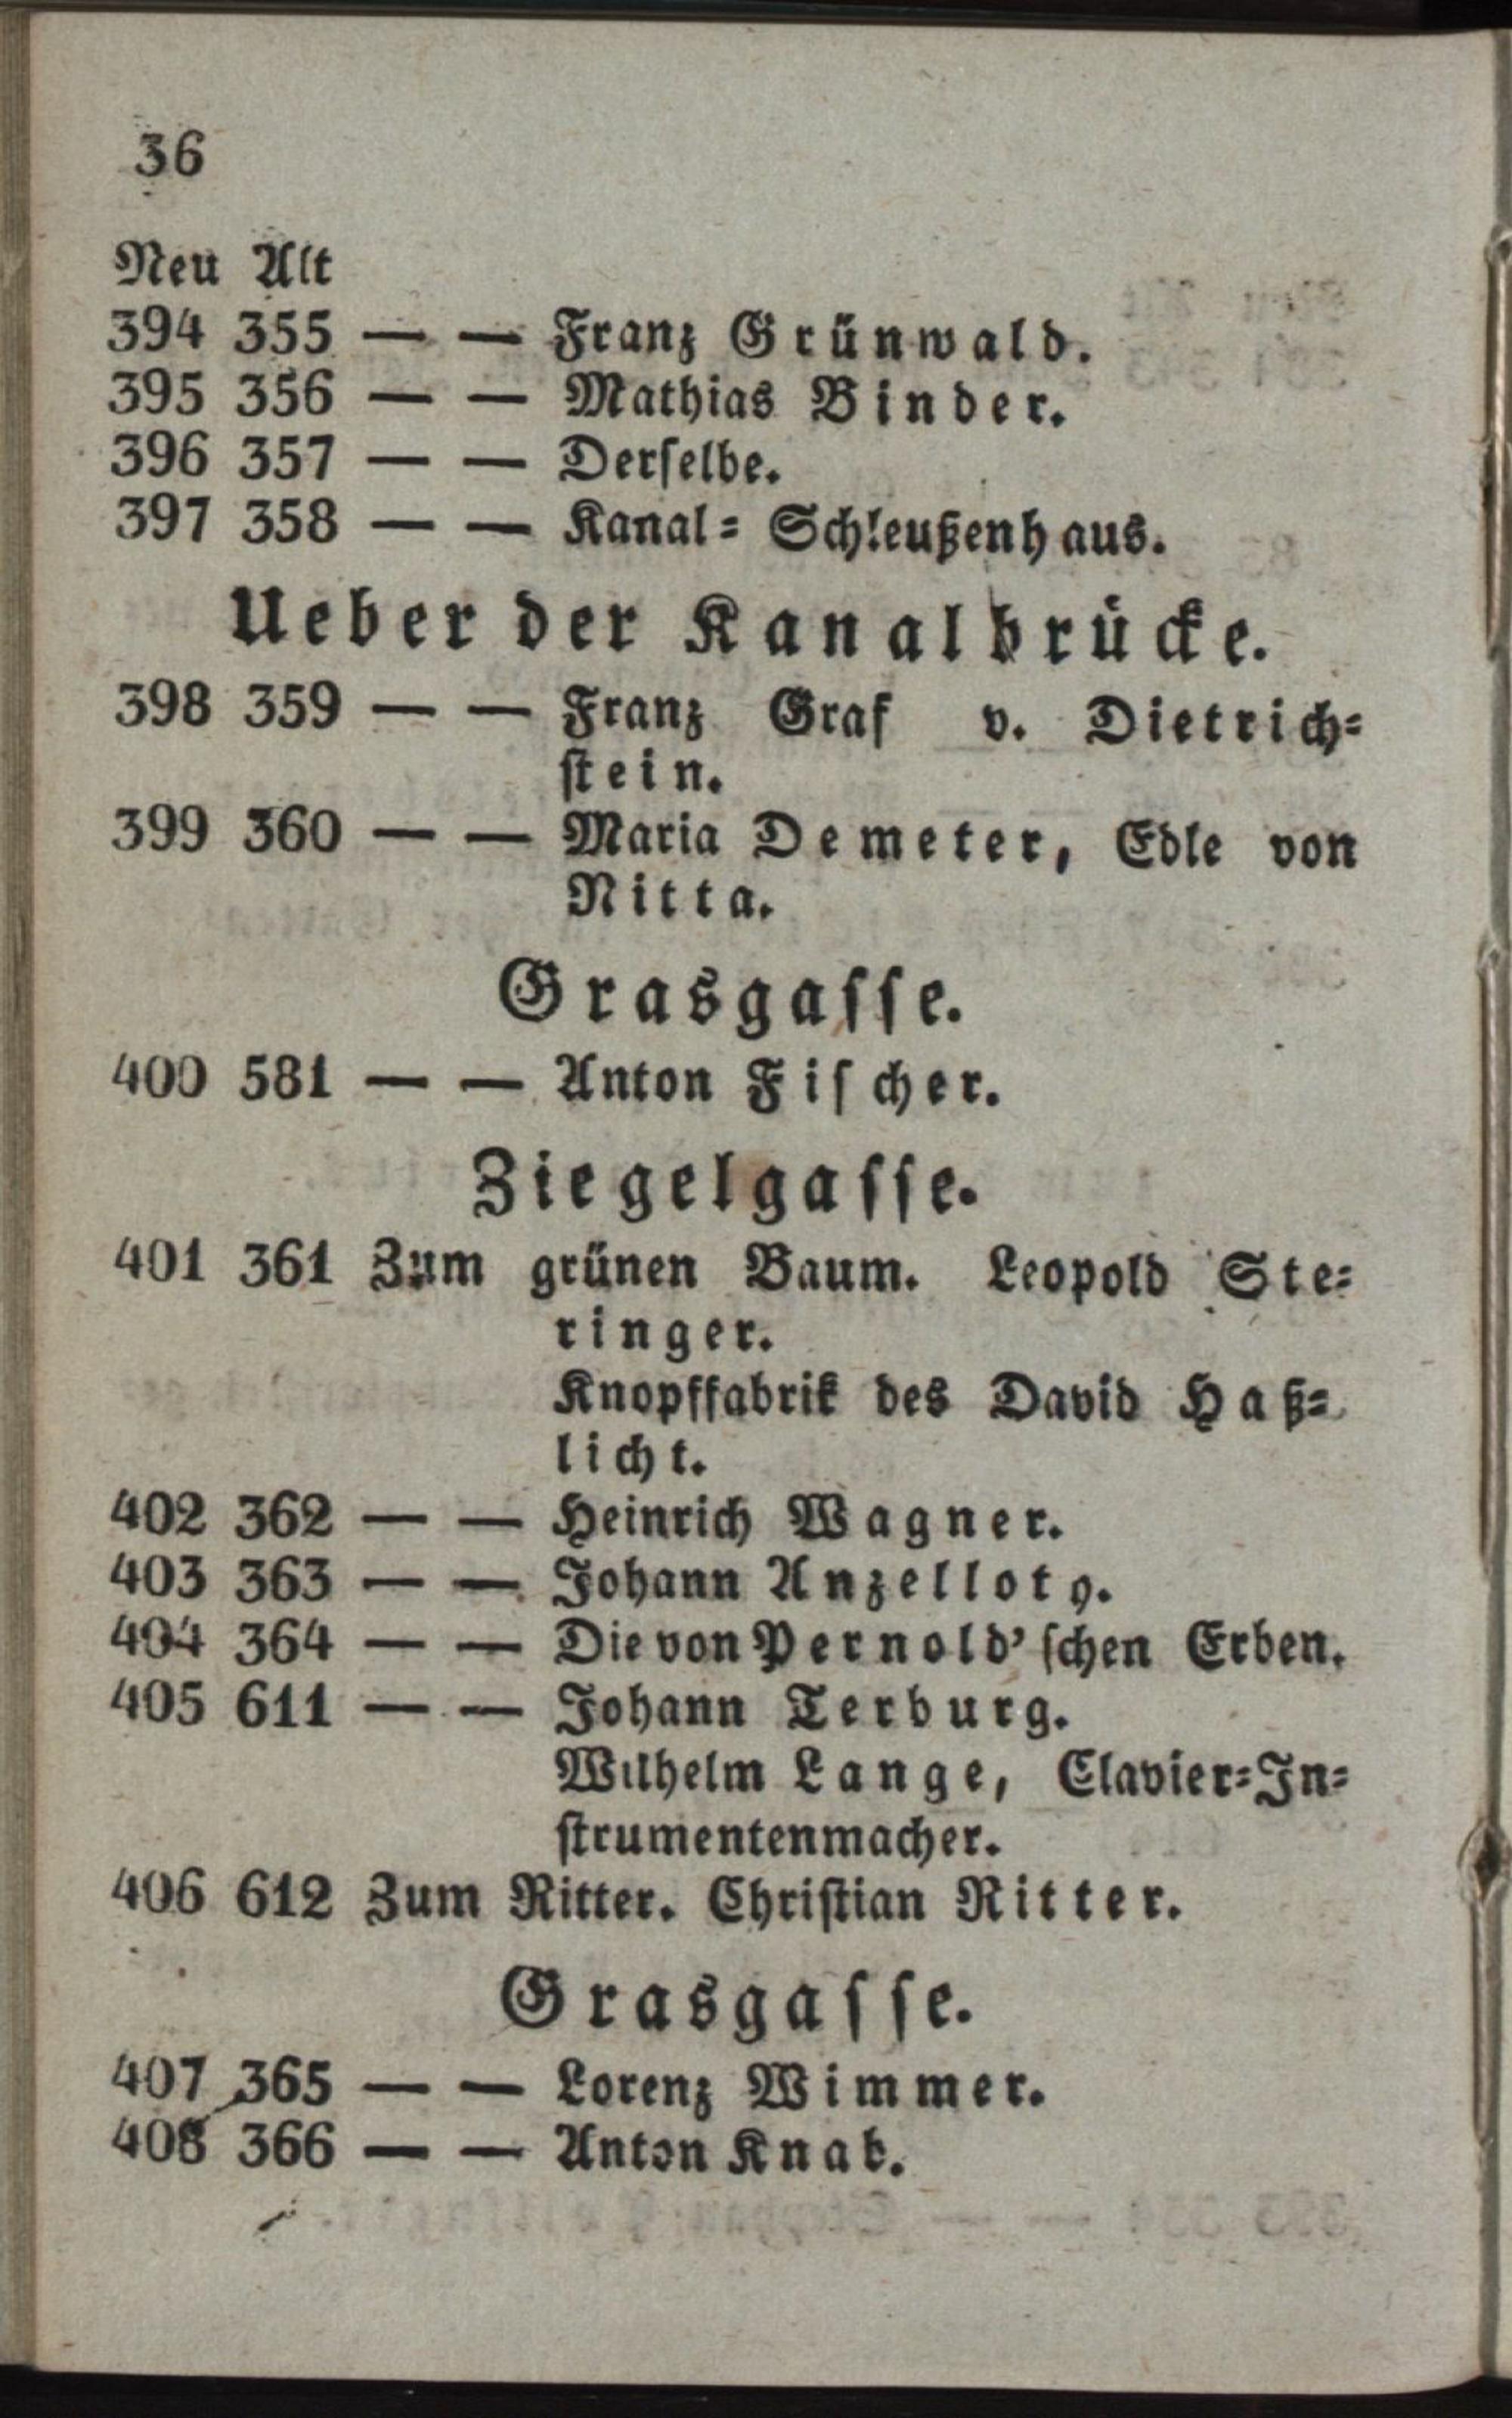 36
Neu Alt
394 355 — — Franz Grünwald.
395 356 — — Mathias Binder.
396 357 — — Derselbe.
397 358 — — Kanal-Schleußenhaus.
Ueber der Kanalbrücke.
398 359 — — Franz Graf v. Dietrich-
stein.
399 360 — — Maria Demeter, Edle von
Nitta.
Grasgasse.
400 581 — — Anton Fischer.
Ziegelgasse.
401 361 Zum grünen Baum. Leopold Ste-
ringer.
Knopffabrik des David Haß-
licht.
402 362 — — Heinrich Wagner.
403 363 — — Johann Anzelloty.
404 364 — — Die von Pernold'schen Erben.
405 611 — — Johann Terburg.
Wilhelm Lange, Clavier-In-
strumentenmacher.
406 612 Zum Ritter. Christian Ritter.
Grasgasse.
407 365 — — Lorenz Wimmer.
408 366 — — Anton Knab.